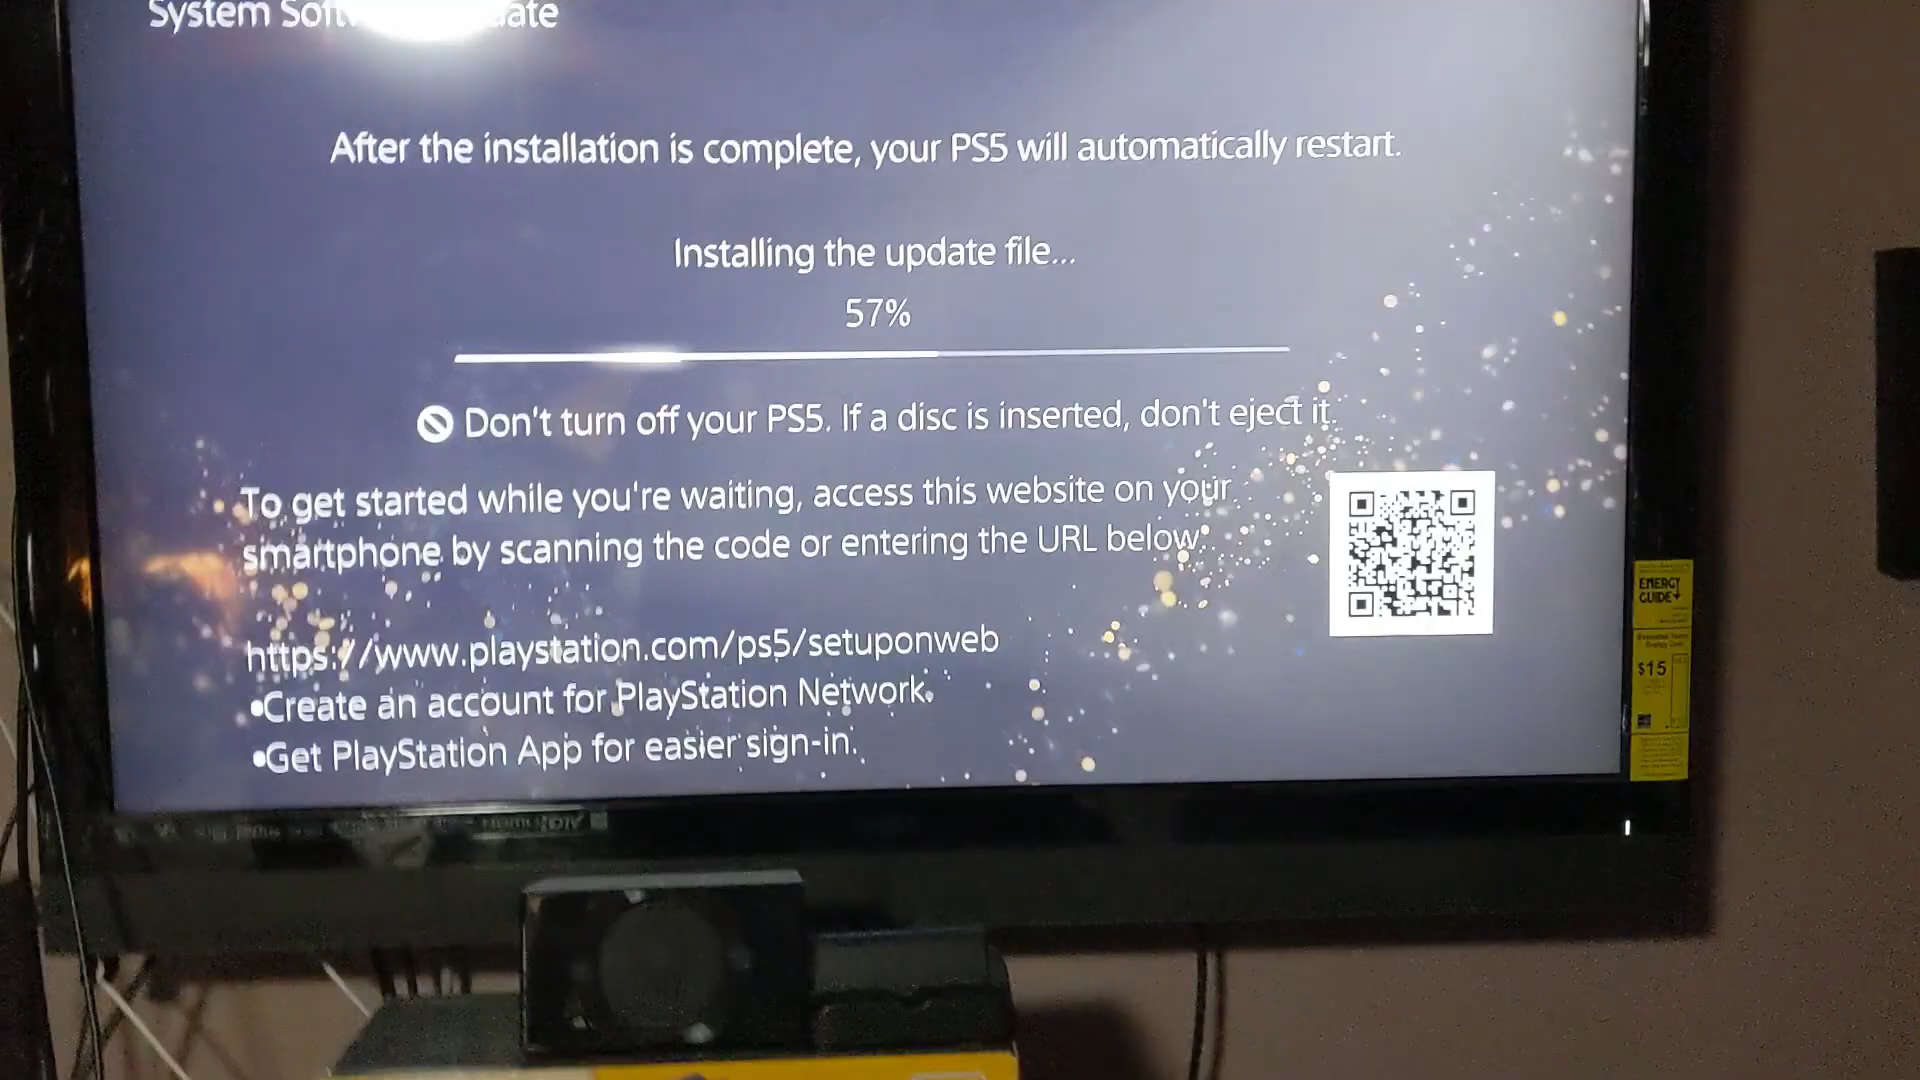 System Soft ate
After the installation is complete, your PS5 will automatically restart.
Installing the update file...
57%
Don't turn off your PS5. If a disc is inserted, don't eject it.
To get started while you're waiting, access this website on your
smartphone by scanning the code or entering the URL below.
https://www.playstation.com/ps5/setuponweb
•Create an account for PlayStation Network.
•Get PlayStation App for easier sign-in.
ENERGY
GUIDE
$15